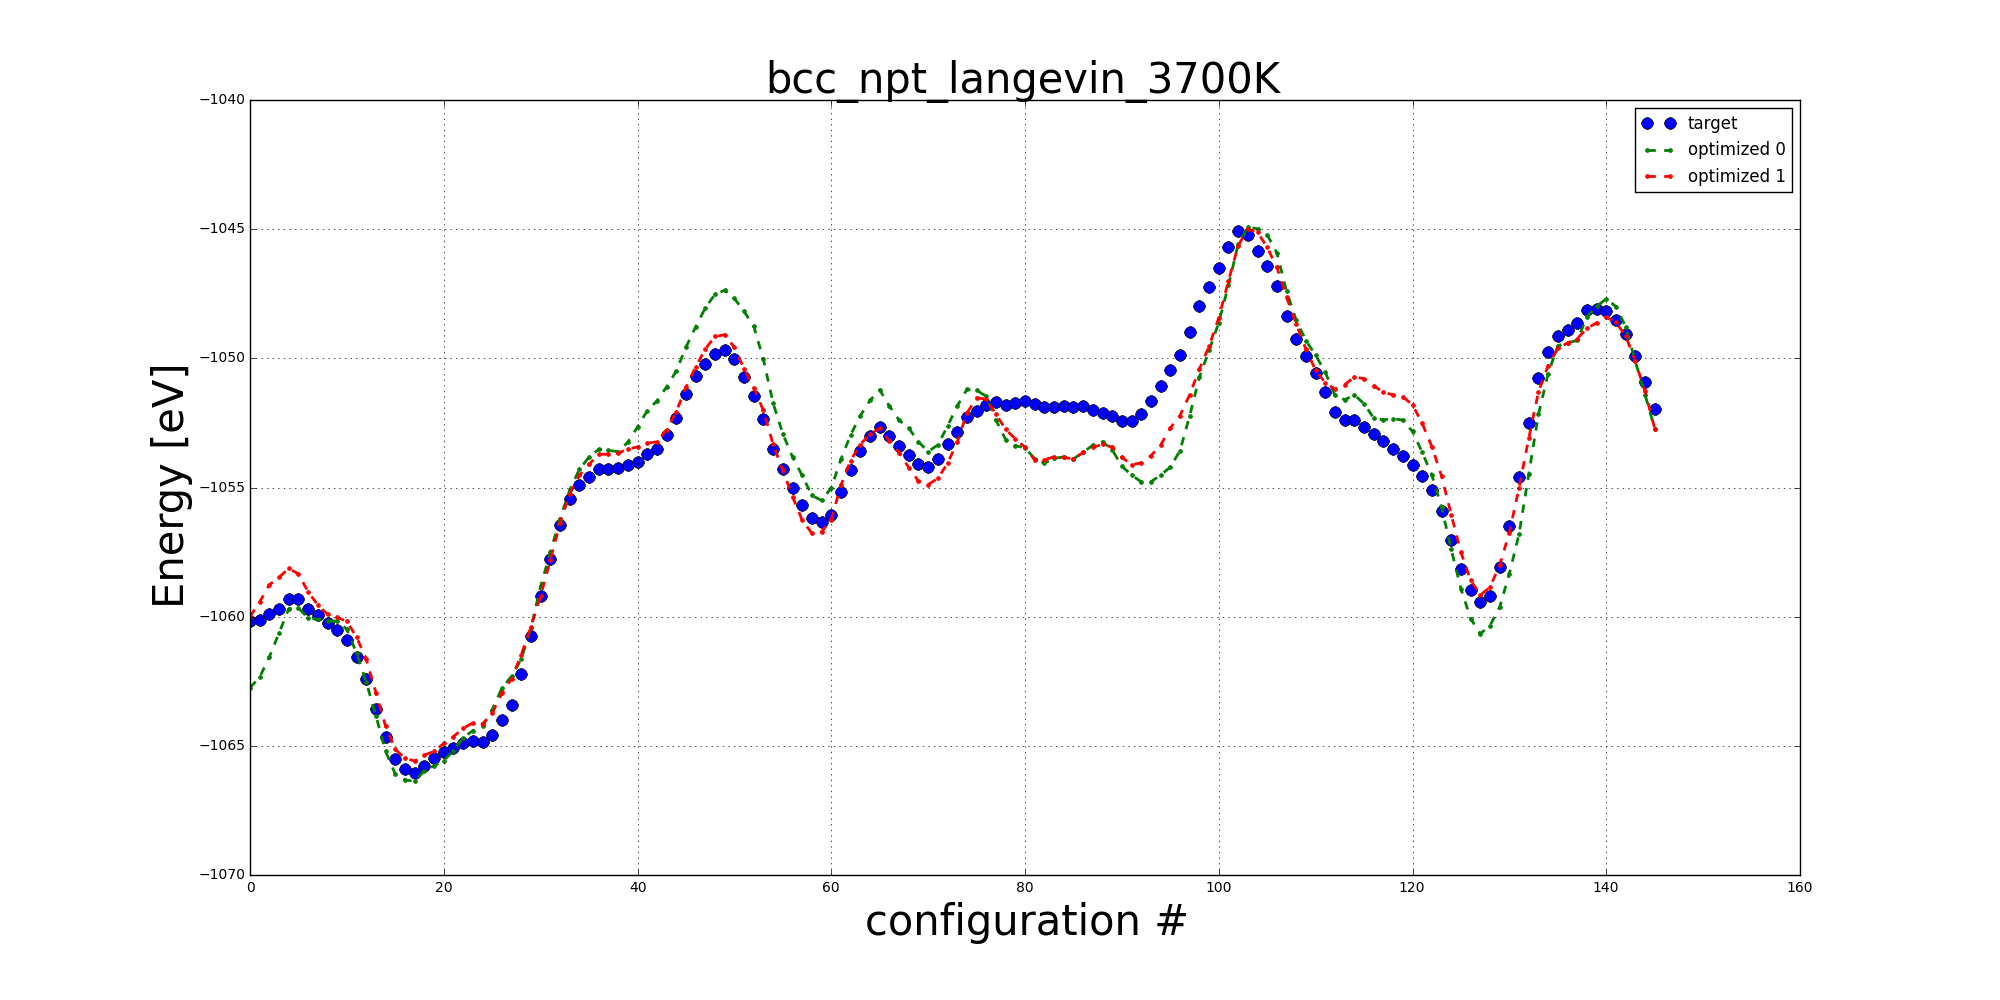 bcc_npt_langevin_3700K
−1040
−1045
−1050
−1055
−1060
−1065
−1070
Energy [eV]
target
optimized 0
optimized 1
0 20 40 60 80 100 120 140 160
configuration #